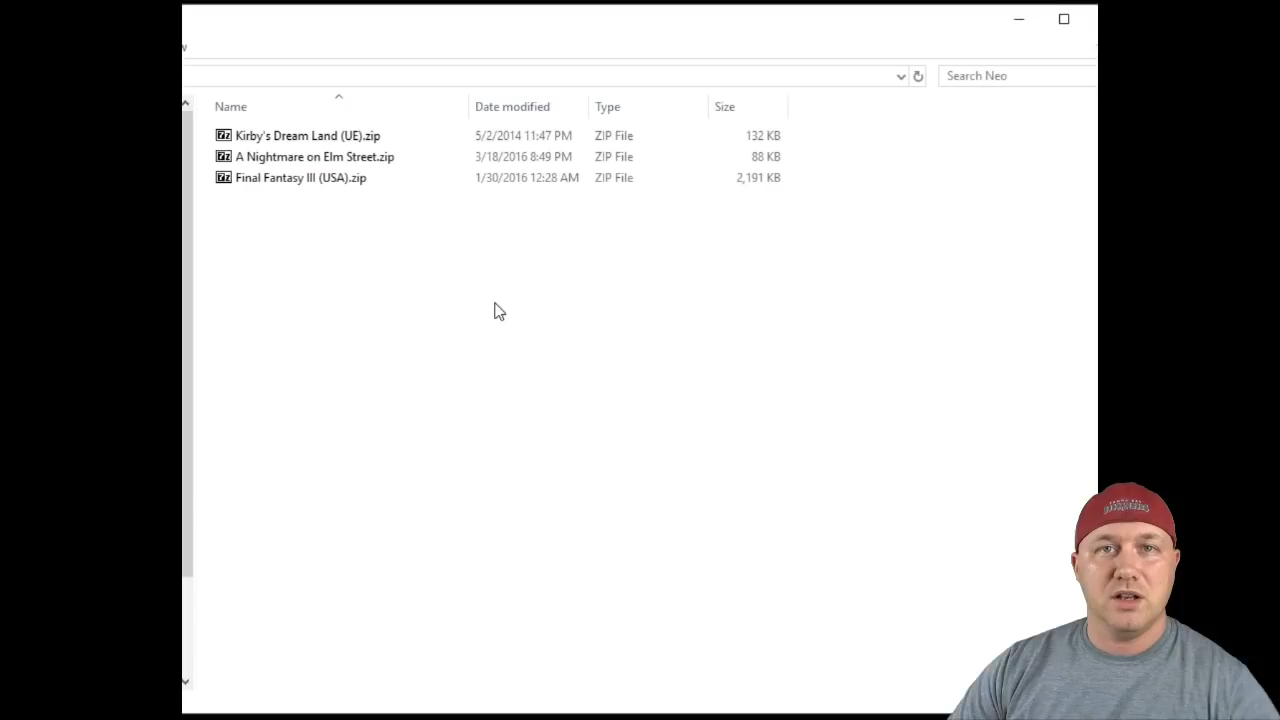 w
Search Neo
Name Date modified Type Size
Kirby's Dream Land (UE).zip 5/2/2014 11:47 PM ZIP File 132 KB
A Nightmare on Elm Street.zip 3/18/2016 8:49 PM ZIP File 88 KB
Final Fantasy III (USA).zip 1/30/2016 12:28 AM ZIP File 2,191 KB